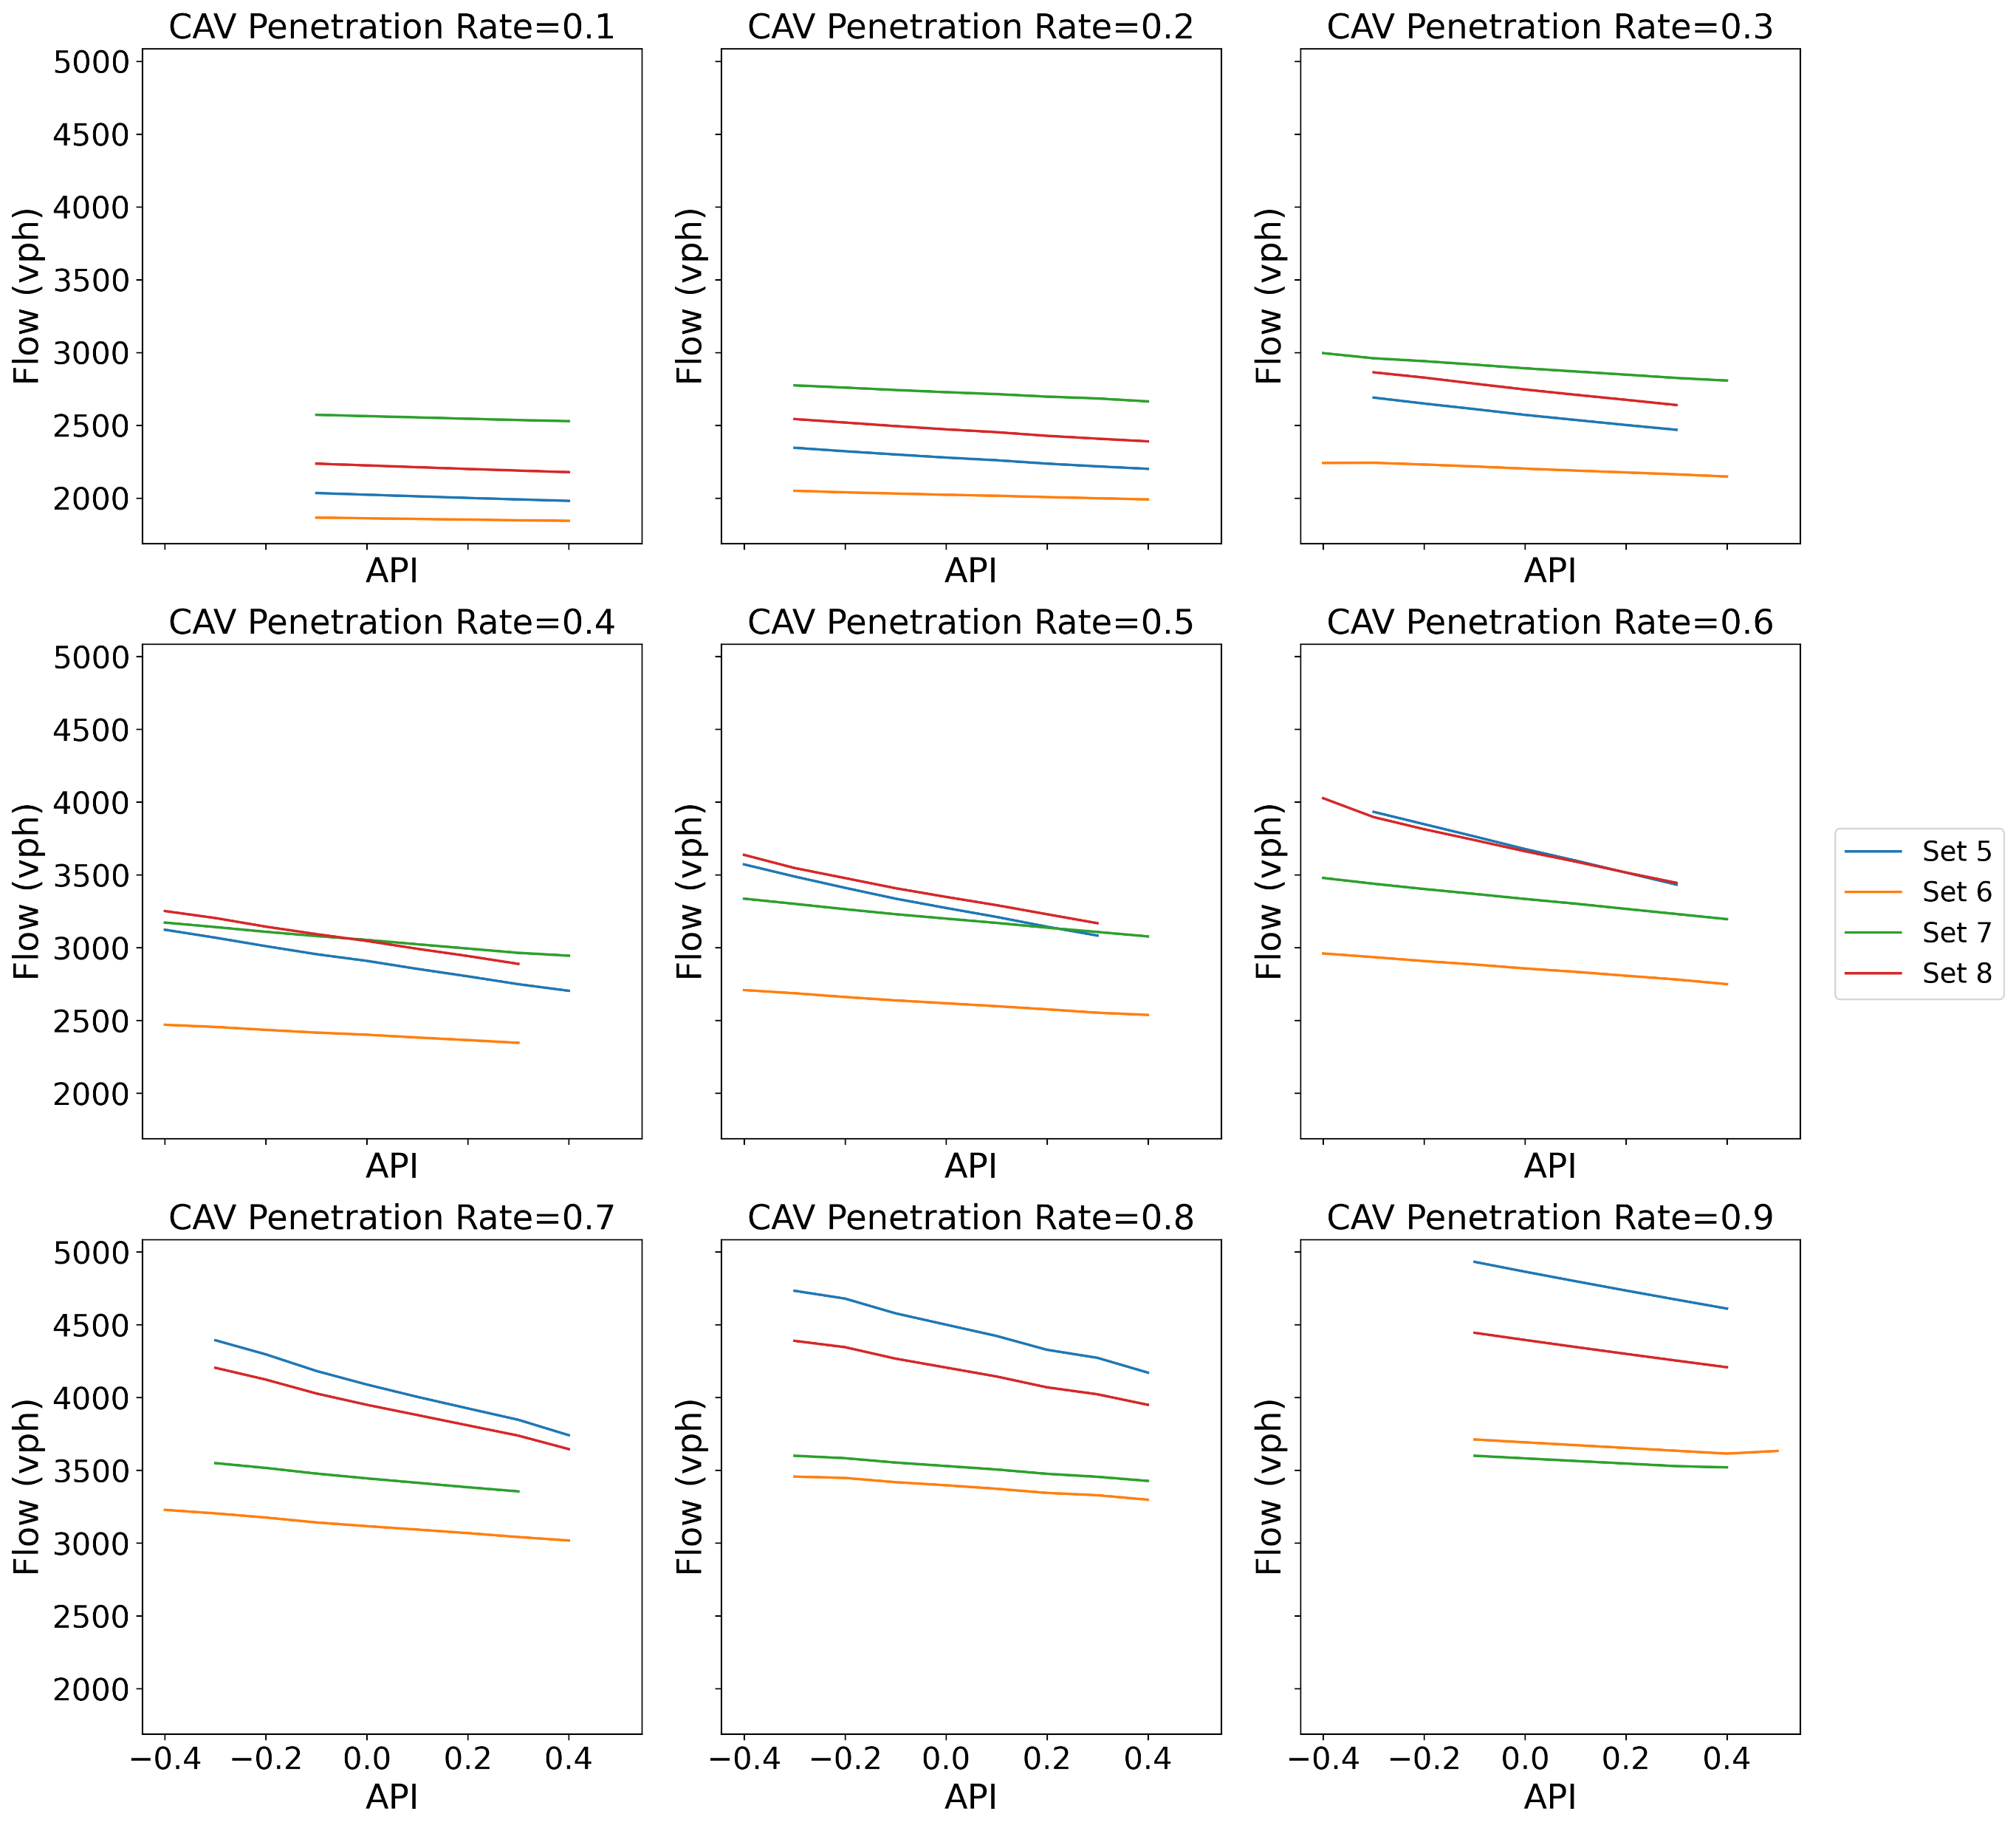 CAV Penetration Rate=0.1
CAV Penetration Rate=0.2
CAV Penetration Rate=0.3
5000
4500
4000
3500
3000
2500
2000
Flow (vph)
Flow (vph)
Flow (vph)
API
API
API
CAV Penetration Rate=0.4
CAV Penetration Rate=0.5
CAV Penetration Rate=0.6
5000
4500
4000
3500
3000
2500
2000
Flow (vph)
Flow (vph)
Flow (vph)
API
API
API
Set 5
Set 6
Set 7
Set 8
CAV Penetration Rate=0.7
CAV Penetration Rate=0.8
CAV Penetration Rate=0.9
5000
4500
4000
3500
3000
2500
2000
Flow (vph)
Flow (vph)
Flow (vph)
−0.4 −0.2 0.0 0.2 0.4
−0.4 −0.2 0.0 0.2 0.4
−0.4 −0.2 0.0 0.2 0.4
API
API
API